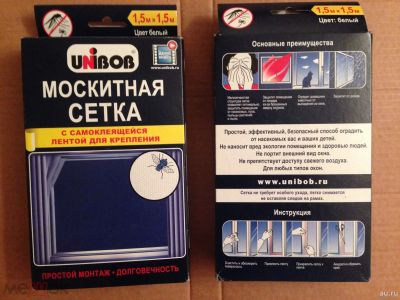 1,5м x 1,5м
Цвет: белый
UNIBOB
www.unibob.ru
МОСКИТНАЯ
СЕТКА
С САМОКЛЕЯЩЕЙСЯ
ЛЕНТОЙ ДЛЯ КРЕПЛЕНИЯ
ПРОСТОЙ МОНТАЖ - ДОЛГОВЕЧНОСТЬ
1,5м x 1,5м
Цвет: белый
Основные преимущества
Простой, эффективный, безопасный способ оградить
от насекомых вас и ваших детей.
Не наносит вред экологии помещения и здоровью людей.
Не портит внешний вид окна.
Не препятствует доступу свежего воздуха.
Для любых типов окон.
www.unibob.ru
Сетка не требует особого ухода, легко снимается
не оставляя следов на рамах.
Инструкция
au.ru